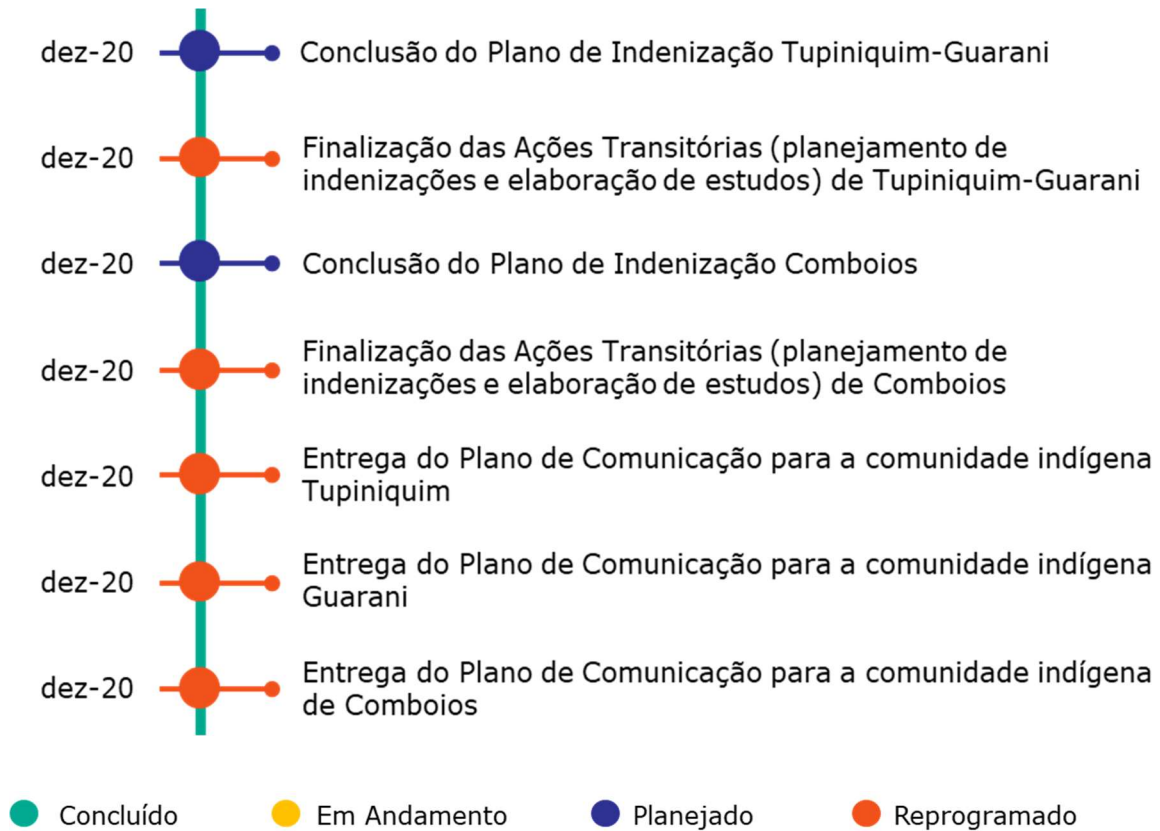 dez-20 Conclusão do Plano de Indenização Tupiniquim-Guarani
dez-20 Finalização das Ações Transitórias (planejamento de
indenizações e elaboração de estudos) de Tupiniquim-Guarani
dez-20 Conclusão do Plano de Indenização Comboios
dez-20 Finalização das Ações Transitórias (planejamento de
indenizações e elaboração de estudos) de Comboios
dez-20 Entrega do Plano de Comunicação para a comunidade indígena
Tupiniquim
dez-20 Entrega do Plano de Comunicação para a comunidade indígena
Guarani
dez-20 Entrega do Plano de Comunicação para a comunidade indígena
de Comboios
Concluído Em Andamento Planejado Reprogramado